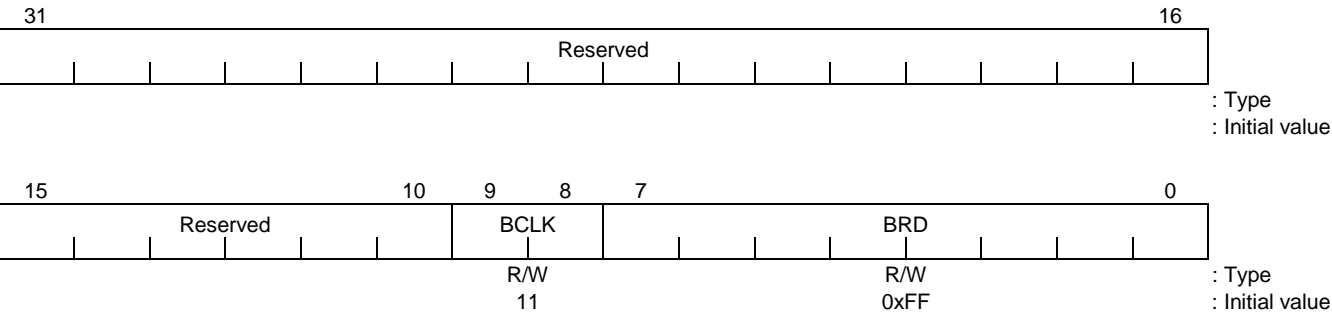 31 16
Reserved
: Type
: Initial value
15 10 9 8 7 0
Reserved BCLK BRD
R/W R/W : Type
11 0xFF : Initial value